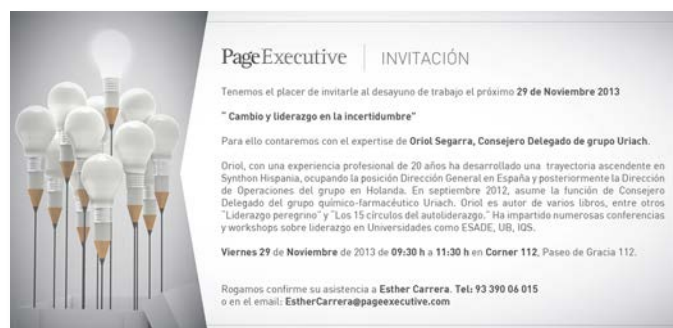 PageExecutive | INVITACIÓN
Tenemos el placer de invitarle al desayuno de trabajo el próximo 29 de Noviembre 2013
" Cambio y liderazgo en la incertidumbre"
Para ello contaremos con el expertise de Oriol Segarra, Consejero Delegado de grupo Uriach.
Oriol, con una experiencia profesional de 20 años ha desarrollado una trayectoria ascendente en
Synthon Hispania, ocupando la posición Dirección General en España y posteriormente la Dirección
de Operaciones del grupo en Holanda. En septiembre 2012, asume la función de Consejero
Delegado del grupo químico-farmacéutico Uriach. Oriol es autor de varios libros, entre otros
"Liderazgo peregrino" y "Los 15 círculos del autoliderazgo." Ha impartido numerosas conferencias
y workshops sobre liderazgo en Universidades como ESADE, UB, IQS.
Viernes 29 de Noviembre de 2013 de 09:30 h a 11:30 h en Corner 112, Paseo de Gracia 112.
Rogamos confirme su asistencia a Esther Carrera. Tel: 93 390 06 015
o en el email: EstherCarrera@pageexecutive.com